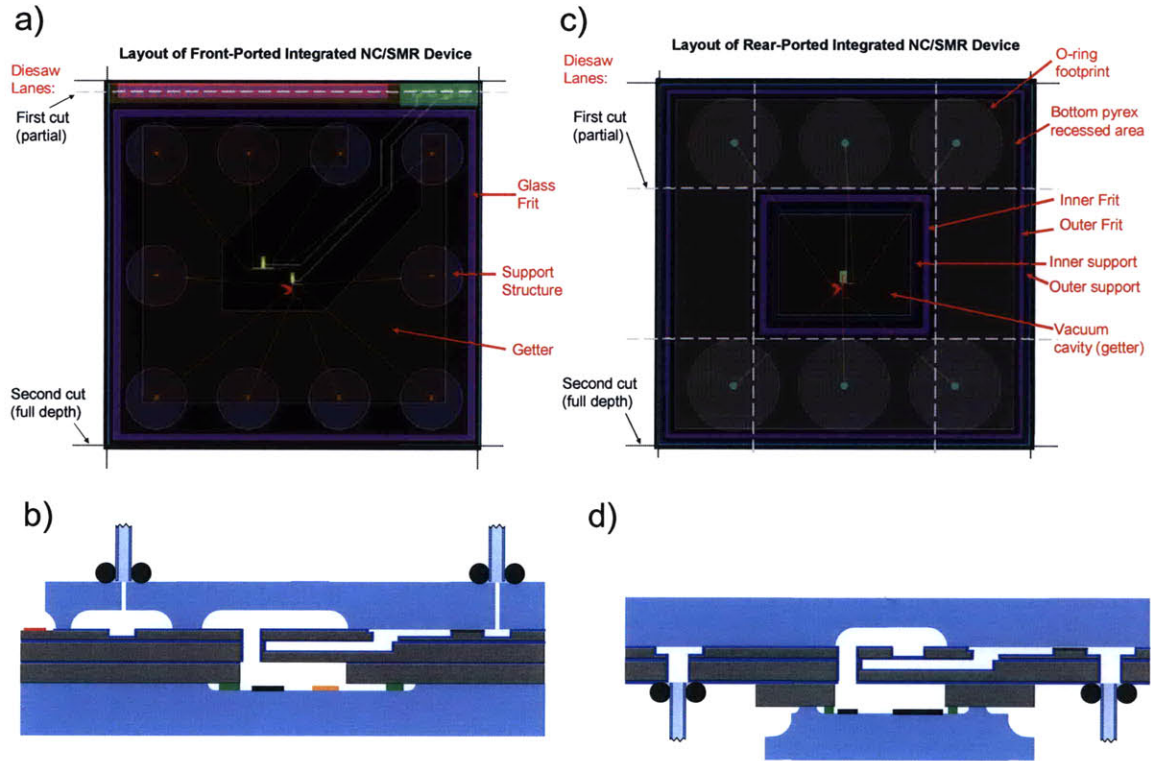 a)
Layout of Front-Ported Integrated NC/SMR Device
Diesaw
Lanes:
First cut
(partial)
Glass
Frit
Support
Structure
Getter
Second cut
(full depth)
c)
Layout of Rear-Ported Integrated NC/SMR Device
Diesaw
Lanes:
O-ring
footprint
First cut
(partial)
Bottom pyrex
recessed area
Inner Frit
Outer Frit
Inner support
Outer support
Vacuum
cavity (getter)
Second cut
(full depth)
b)
d)